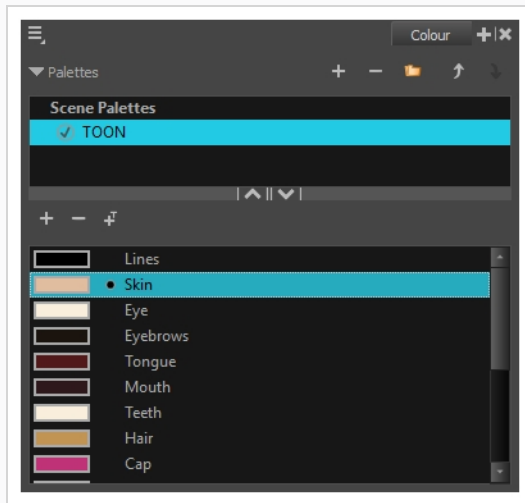 Colour
Palettes
Scene Palettes
TOON
T
Lines
Skin
Eye
Eyebrows
Tongue
Mouth
Teeth
Hair
Cap